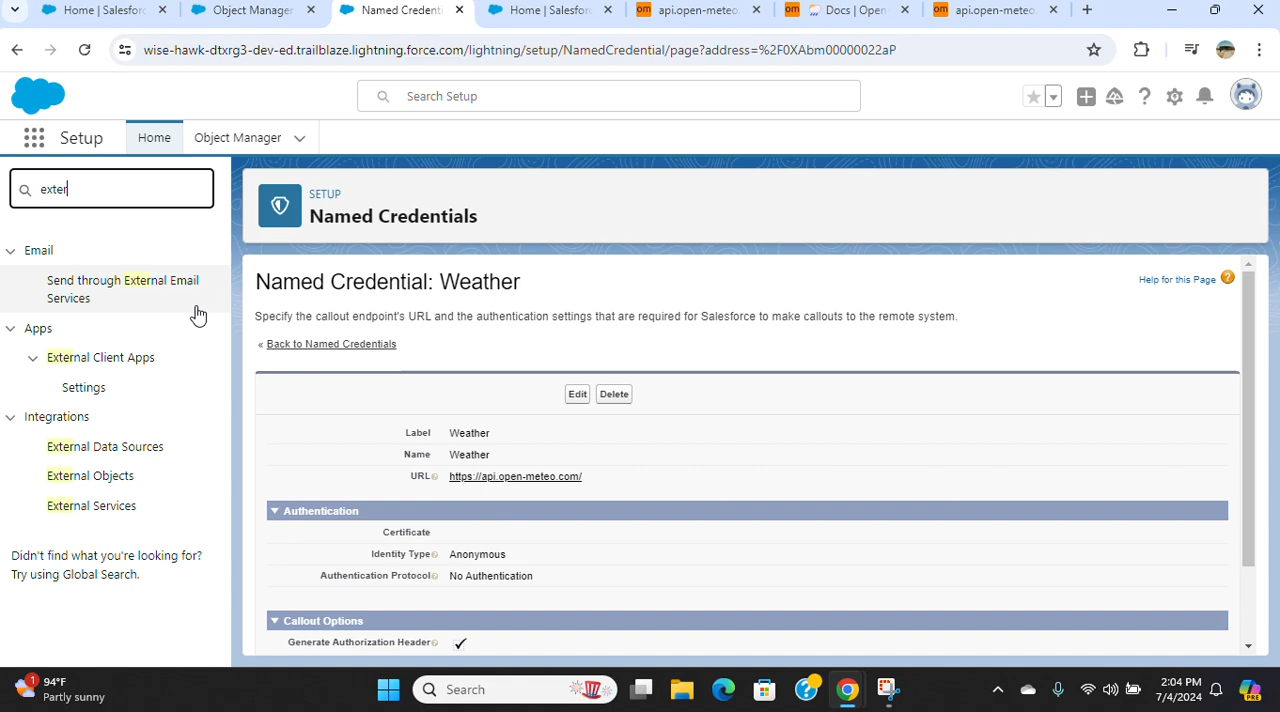 Home | Salesfor
Object Manager
Named Credenti
Home | Salesfor
api.open-meteo.
Docs | Open-
api.open-meteo.
wise-hawk-dtxrg3-dev-ed.trailblaze.lightning.force.com/lightning/setup/NamedCredential/page?address=%2F0XAbm00000022aP
Search Setup
Setup
Home
Object Manager
exter
Email
Send through External Email
Services
Apps
External Client Apps
Settings
Integrations
External Data Sources
External Objects
External Services
Didn't find what you're looking for?
Try using Global Search.
SETUP
Named Credentials
Named Credential: Weather
Help for this Page
Specify the callout endpoint's URL and the authentication settings that are required for Salesforce to make callouts to the remote system.
« Back to Named Credentials
Edit Delete
Label Weather
Name Weather
URL https://api.open-meteo.com/
Authentication
Certificate
Identity Type Anonymous
Authentication Protocol No Authentication
Callout Options
Generate Authorization Header
1
94°F
Partly sunny
Search
PRE
2:04 PM
7/4/2024